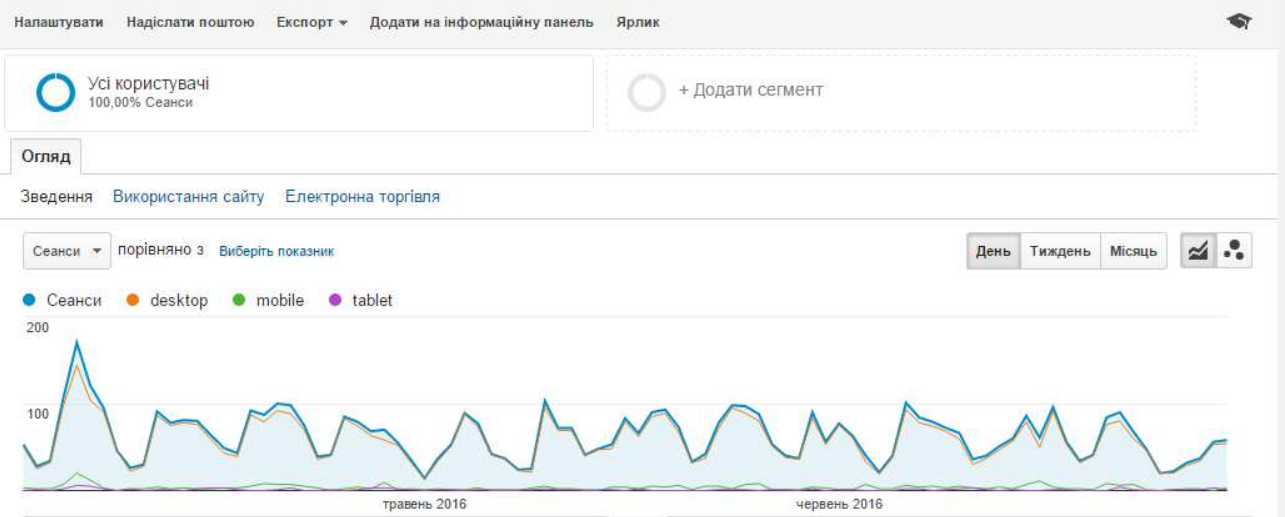 Налаштувати Надіслати поштою Експорт Додати на інформаційну панель Ярлик
Усі користувачі
100,00% Сеанси
+ Додати сегмент
Огляд
Зведення Використання сайту Електронна торгівля
Сеанси порівняно з Виберіть показник
День Тиждень Місяць
Сеанси desktop mobile tablet
200
100
травень 2016 червень 2016